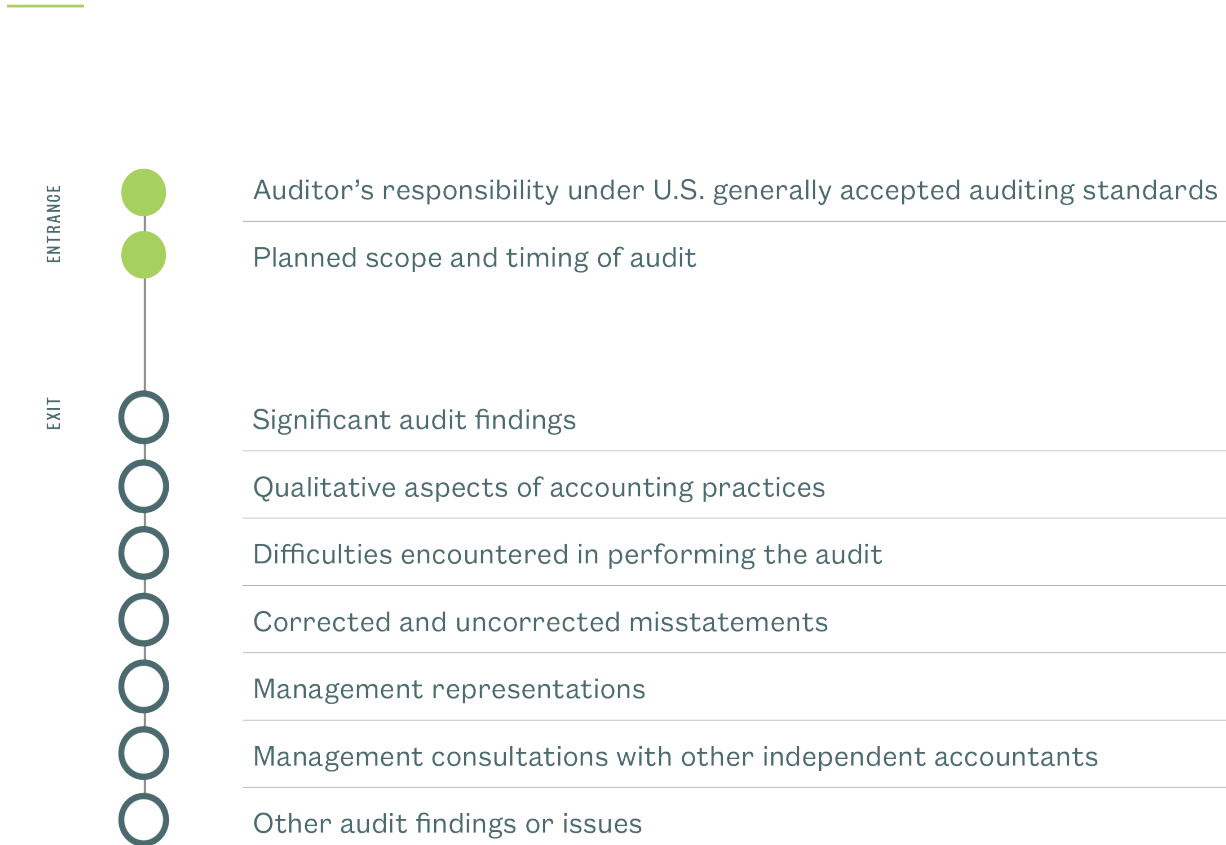 ENTRANCE
Auditor’s responsibility under U.S. generally accepted auditing standards
Planned scope and timing of audit
EXIT
Significant audit findings
Qualitative aspects of accounting practices
Difficulties encountered in performing the audit
Corrected and uncorrected misstatements
Management representations
Management consultations with other independent accountants
Other audit findings or issues